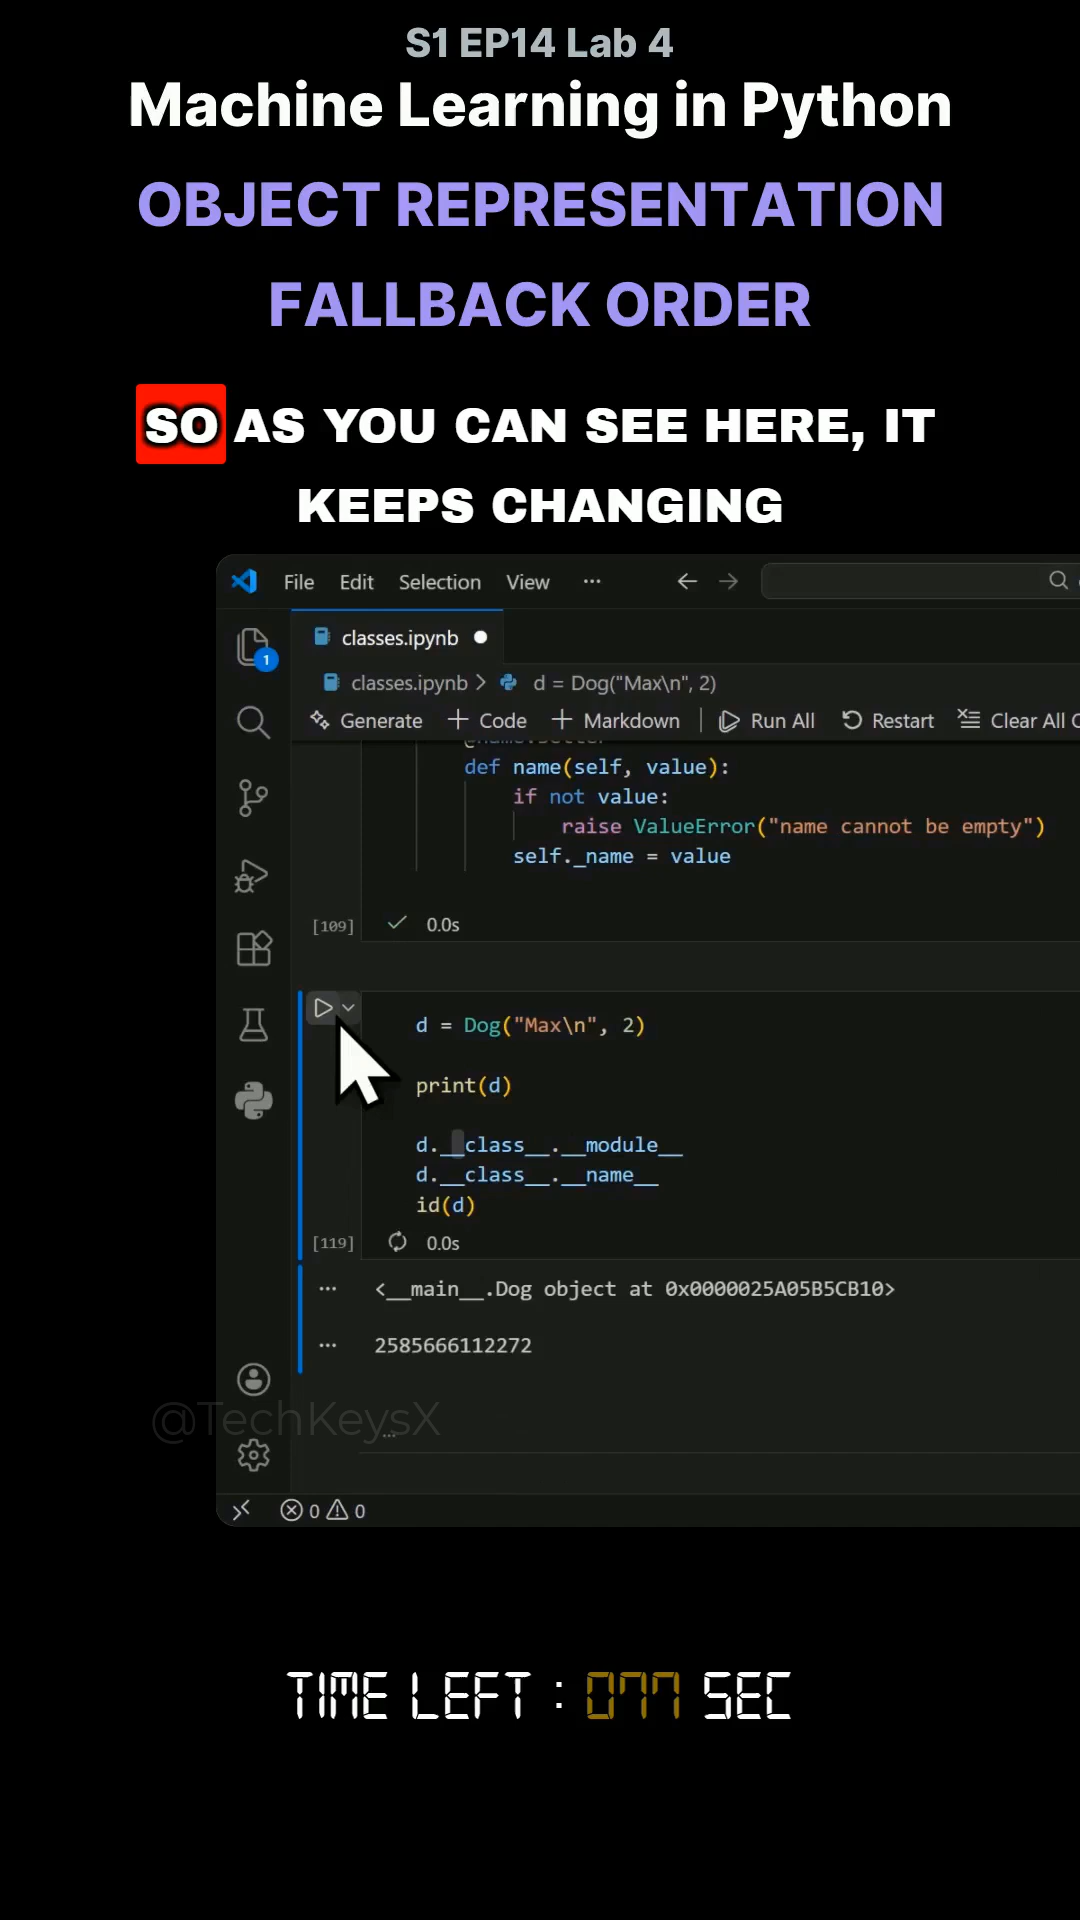 S1 EP14 Lab 4
Machine Learning in Python
OBJECT REPRESENTATION
FALLBACK ORDER
SO AS YOU CAN SEE HERE, IT
KEEPS CHANGING
File Edit Selection View ···
classes.ipynb
1
classes.ipynb > d = Dog("Max\n", 2)
Generate + Code + Markdown | Run All Restart Clear All
def name(self, value):
if not value:
raise ValueError("name cannot be empty")
self._name = value
[109] 0.0s
d = Dog("Max\n", 2)
print(d)
d.__class__.__module__
d.__class__.__name__
id(d)
[119] 0.0s
... <__main__.Dog object at 0x0000025A05B5CB10>
... 2585666112272
@TechKeysX
...
0 0
TIME LEFT : 077 SEC